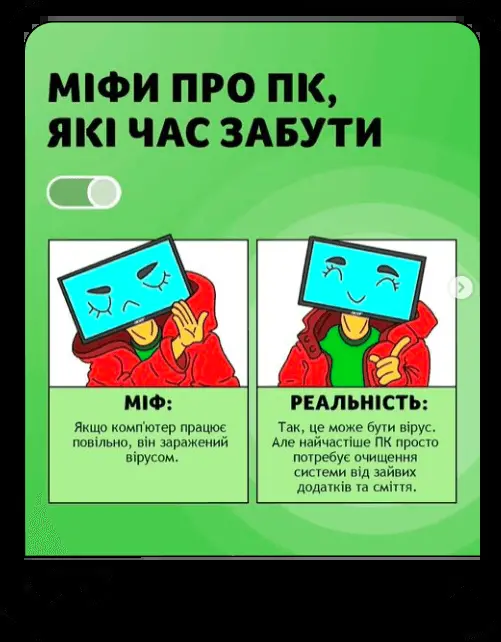 МІФИ ПРО ПК,
ЯКІ ЧАС ЗАБУТИ
МІФ:
Якщо комп'ютер працює
повільно, він заражений
вірусом.
РЕАЛЬНІСТЬ:
Так, це може бути вірус.
Але найчастіше ПК просто
потребує очищення
системи від зайвих
додатків та сміття.